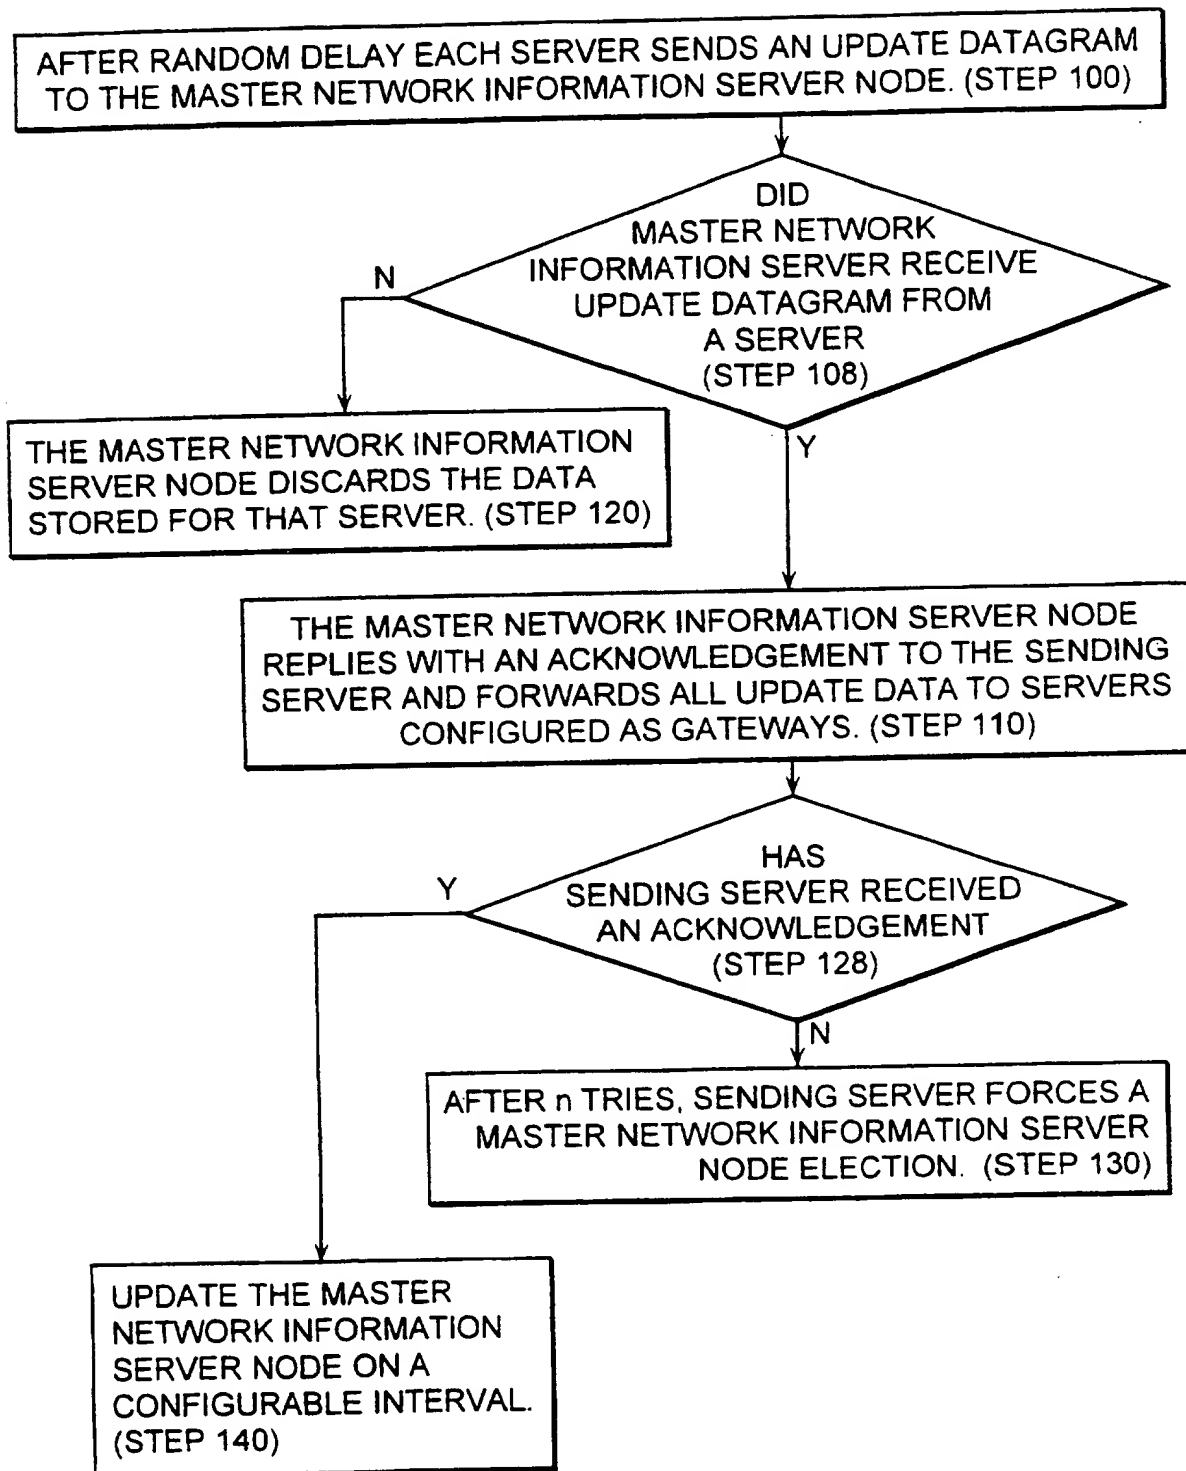 AFTER RANDOM DELAY EACH SERVER SENDS AN UPDATE DATAGRAM
TO THE MASTER NETWORK INFORMATION SERVER NODE. (STEP 100)
DID
MASTER NETWORK
INFORMATION SERVER RECEIVE
UPDATE DATAGRAM FROM
A SERVER
(STEP 108)
N
Y
THE MASTER NETWORK INFORMATION
SERVER NODE DISCARDS THE DATA
STORED FOR THAT SERVER. (STEP 120)
THE MASTER NETWORK INFORMATION SERVER NODE
REPLIES WITH AN ACKNOWLEDGEMENT TO THE SENDING
SERVER AND FORWARDS ALL UPDATE DATA TO SERVERS
CONFIGURED AS GATEWAYS. (STEP 110)
HAS
SENDING SERVER RECEIVED
AN ACKNOWLEDGEMENT
(STEP 128)
Y
N
AFTER n TRIES, SENDING SERVER FORCES A
MASTER NETWORK INFORMATION SERVER
NODE ELECTION. (STEP 130)
UPDATE THE MASTER
NETWORK INFORMATION
SERVER NODE ON A
CONFIGURABLE INTERVAL.
(STEP 140)